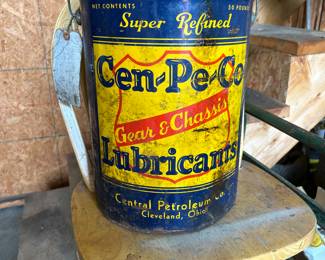 NET CONTENTS 50 POUNDS
Super Refined
Cen-Pe-Co
Gear & Chassis
Lubricants
Central Petroleum Co.
Cleveland, Ohio